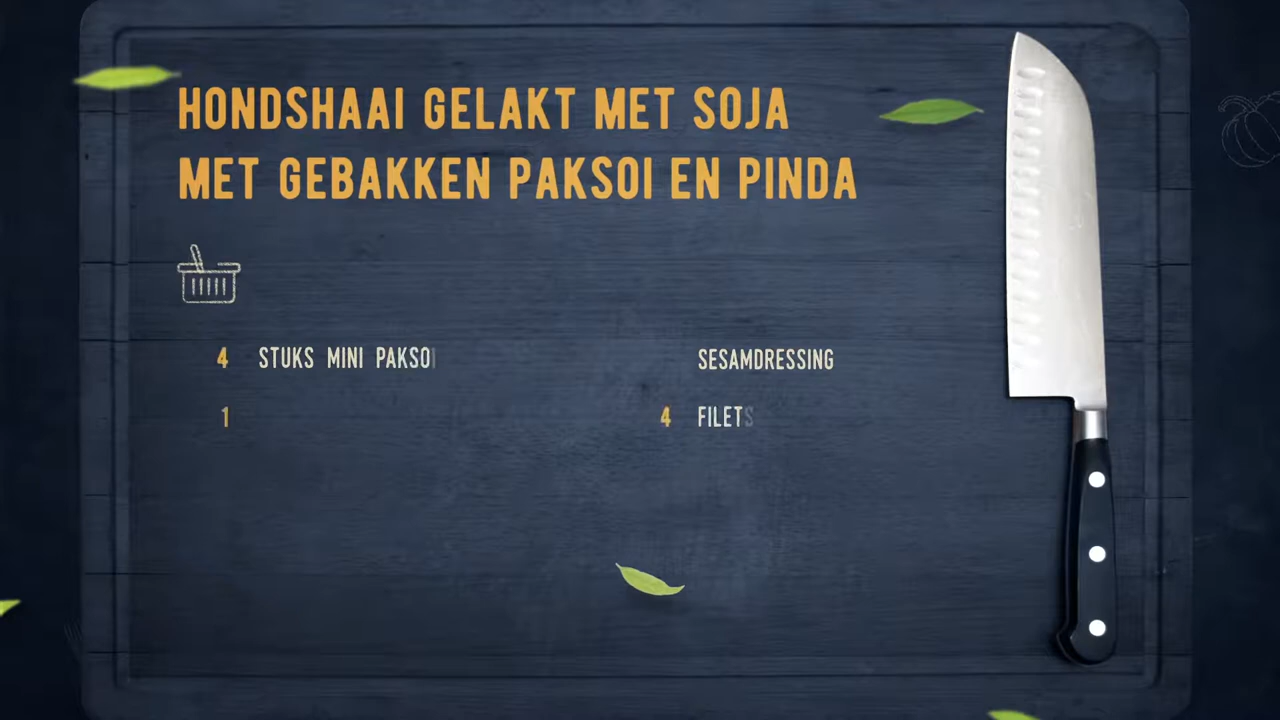 HONDSHAAI GELAKT MET SOJA
MET GEBAKKEN PAKSOI EN PINDA
4 STUKS MINI PAKSOI
1
SESAMDRESSING
4 FILETS